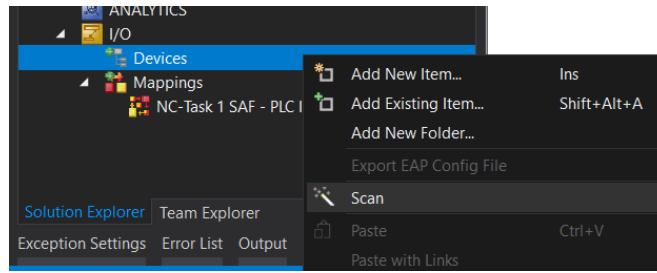 ANALYTICS
I/O
Devices
Mappings
NC-Task 1 SAF - PLC I
Solution Explorer Team Explorer
Exception Settings Error List Output
Add New Item... Ins
Add Existing Item... Shift+Alt+A
Add New Folder...
Export EAP Config File
Scan
Paste Ctrl+V
Paste with Links